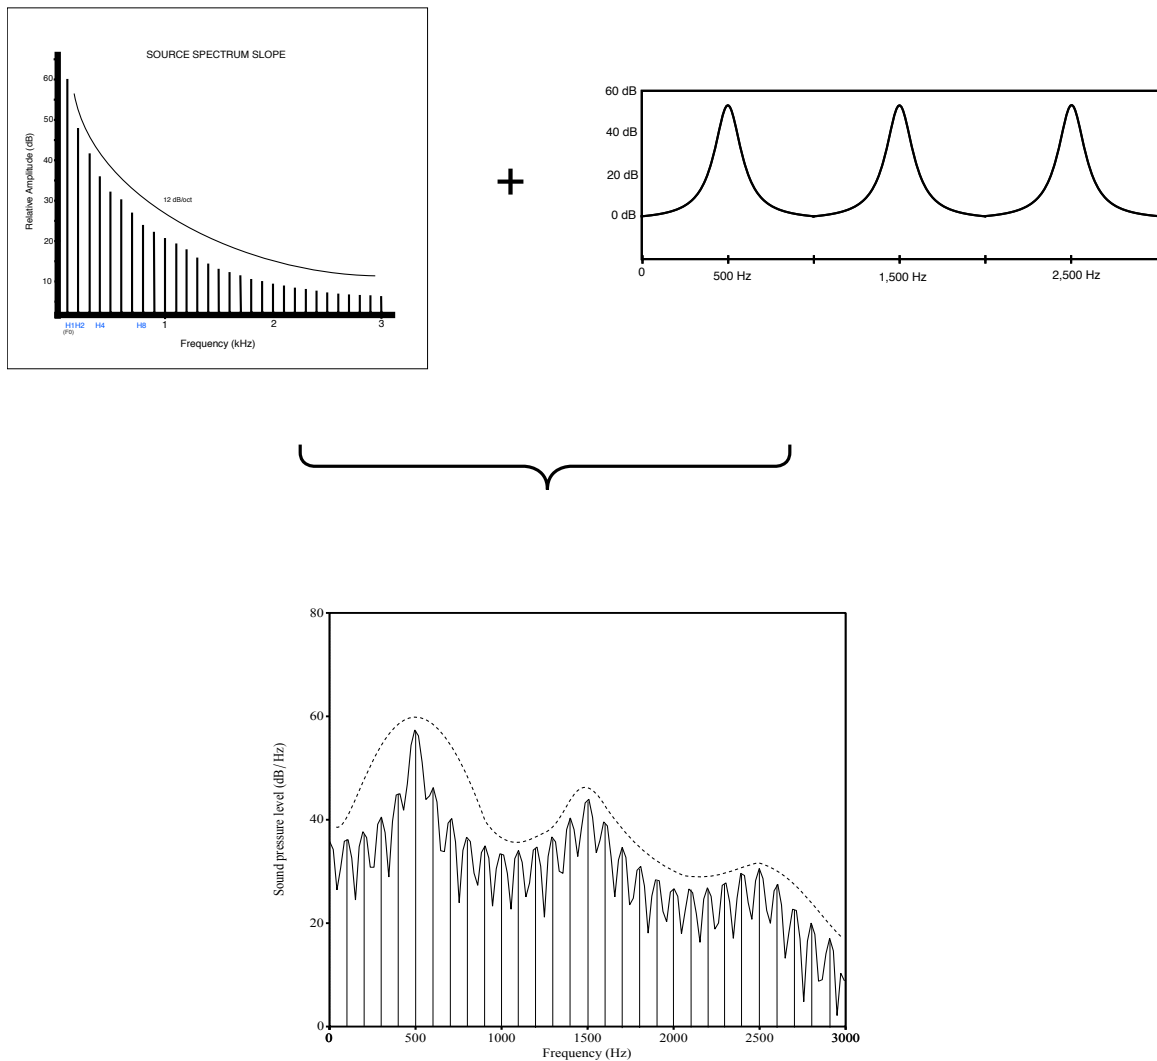 SOURCE SPECTRUM SLOPE
60
50
40
30
20
10
Relative Amplitude (dB)
12 dB/oct
H1H2 H4 H8 1 2 3
(F0)
Frequency (kHz)
+
60 dB
40 dB
20 dB
0 dB
0 500 Hz 1,500 Hz 2,500 Hz
80
60
40
20
0
Sound pressure level (dB/Hz)
0 500 1000 1500 2000 2500 3000
Frequency (Hz)